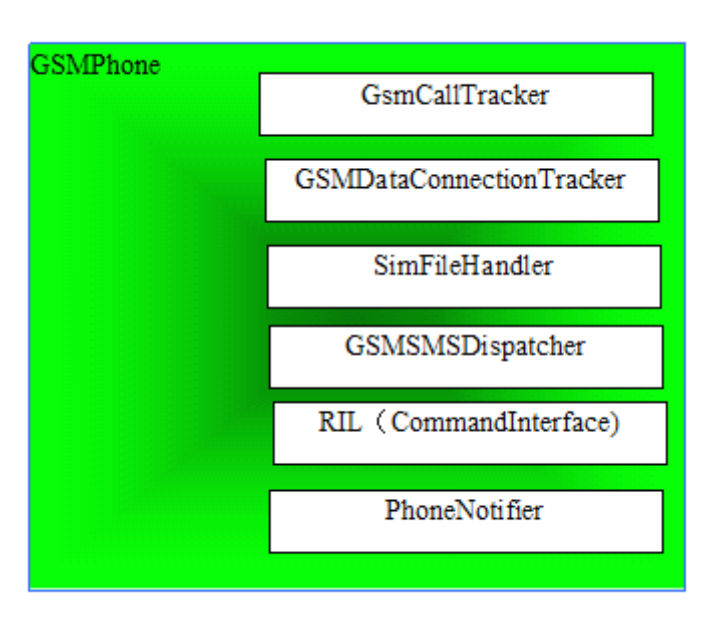 GSMPhone
GsmCallTracker
GSMDataConnectionTracker
SimFileHandler
GSMSMSDispatcher
RIL（CommandInterface)
PhoneNotifier